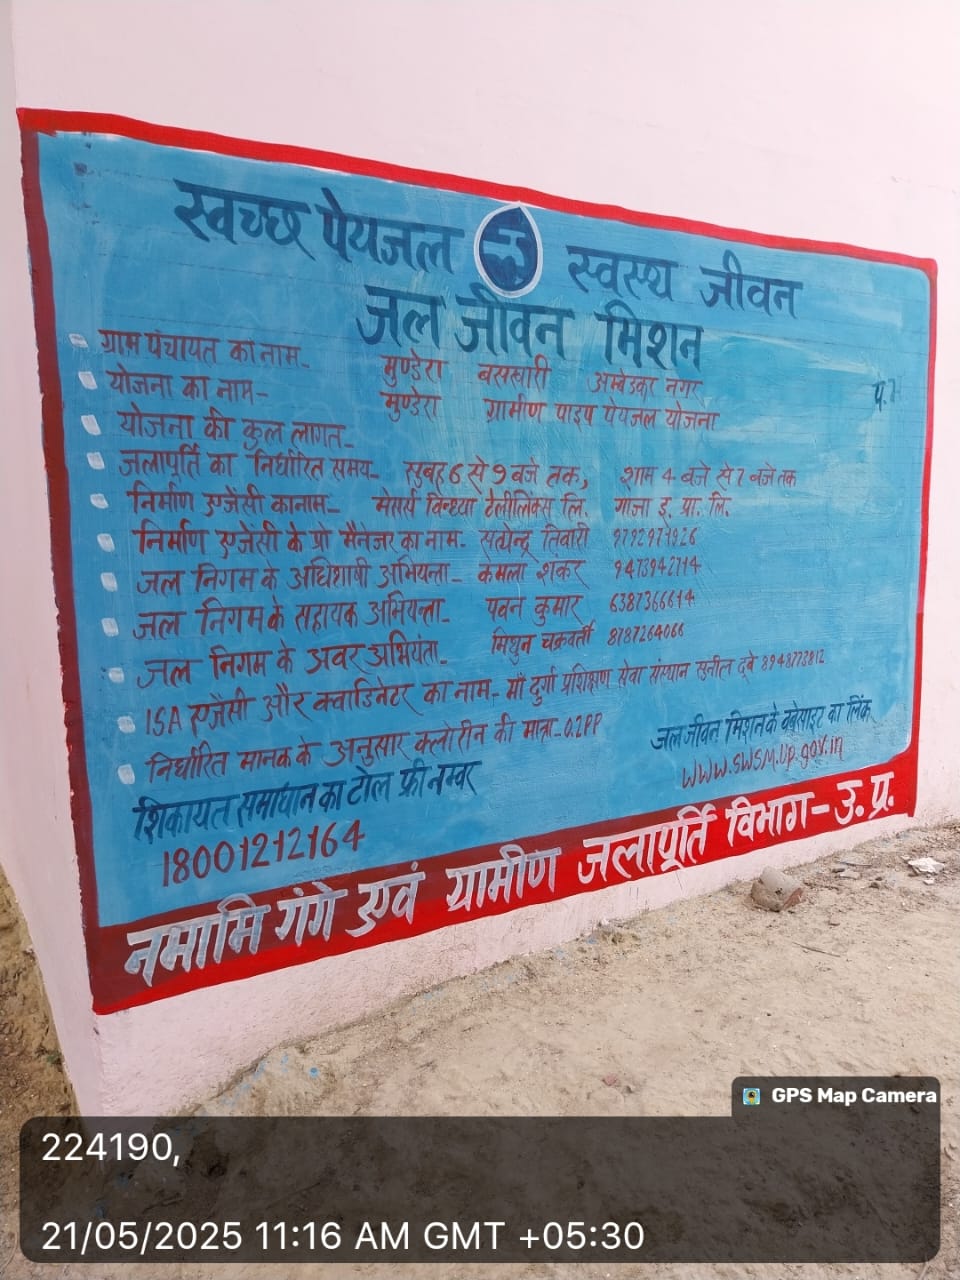 स्वच्छ पेयजल स्वस्थ्य जीवन
जल जीवन मिशन
ग्राम पंचायत का नाम- मुण्डेरा बसखारी अम्बेडकर नगर
योजना का नाम- मुण्डेरा ग्रामीण पाइप पेयजल योजना
योजना की कुल लागत-
जलापूर्ति का निर्धारित समय- सुबह 6 से 9 बजे तक, शाम 4 बजे से 7 बजे तक
निर्माण एजेंसी का नाम- मेसर्स विन्ध्या टेलीलिंक्स लि. गाजा इ. प्रा. लि.
निर्माण एजेंसी के प्रो मैनेजर का नाम- सत्येन्द्र तिवारी
जल निगम के अधिशाषी अभियन्ता- कमला शंकर 9473942714
जल निगम के सहायक अभियन्ता- पवन कुमार 6387366614
जल निगम के अवर अभियंता- मिथुन चक्रवर्ती 8787264066
ISA एजेंसी और क्वाडिनेटर का नाम- माँ दुर्गा प्रशिक्षण सेवा संस्थान सुनील दूबे 8948773812
निर्धारित मानक के अनुसार क्लोरीन की मात्रा-0.2PP
जल जीवन मिशन के वेबसाइट का लिंक
www.swsm.up.gov.in
शिकायत समाधान का टोल फ्री नम्वर
18001212164
नमामि गंगे एवं ग्रामीण जलापूर्ति विभाग-उ.प्र.
GPS Map Camera
224190,
21/05/2025 11:16 AM GMT +05:30